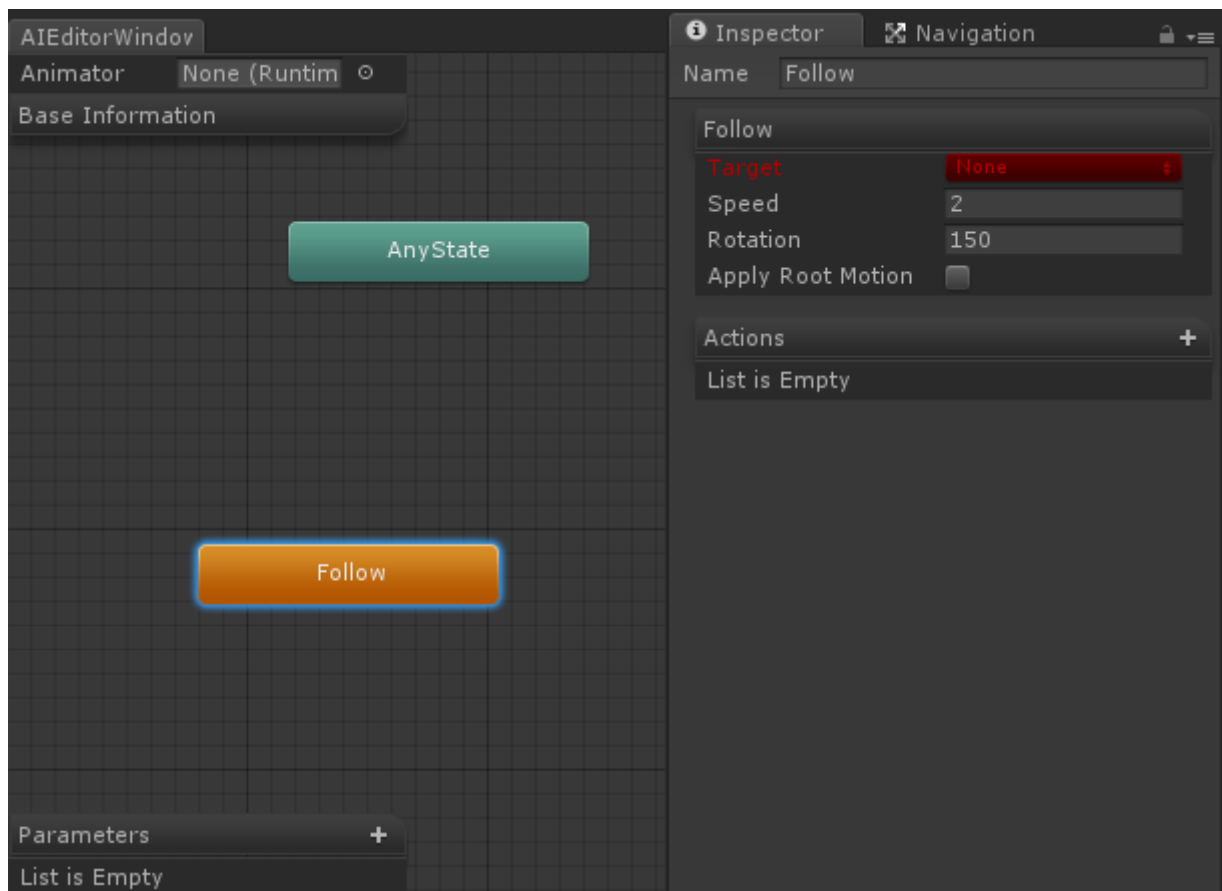 AIEditorWindov
Animator None (Runtim
Base Information
AnyState
Follow
Parameters +
List is Empty
Inspector Navigation
Name Follow
Follow
Target None
Speed 2
Rotation 150
Apply Root Motion
Actions +
List is Empty